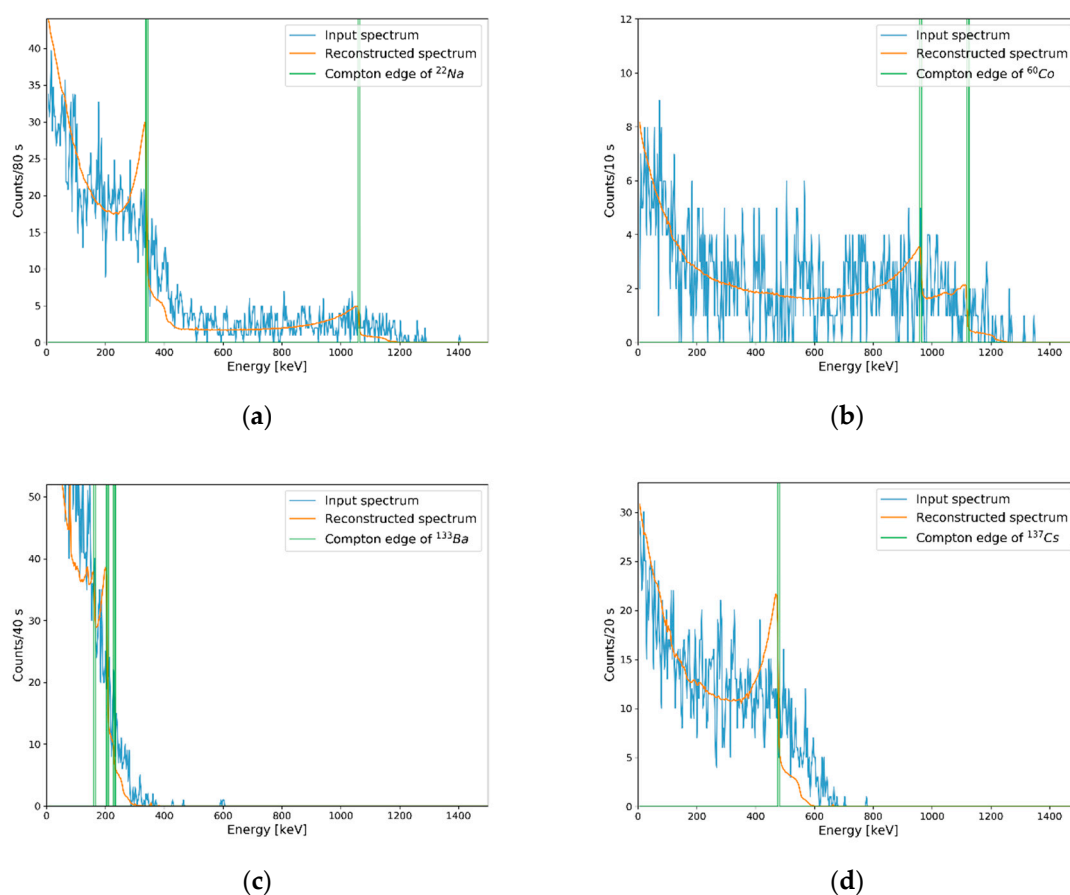 Input spectrum
Reconstructed spectrum
Compton edge of ²²Na
Counts/80 s
40
35
30
25
20
15
10
5
0
0 200 400 600 800 1000 1200 1400
Energy [keV]
(a)
Input spectrum
Reconstructed spectrum
Compton edge of ⁶⁰Co
Counts/10 s
12
10
8
6
4
2
0
0 200 400 600 800 1000 1200 1400
Energy [keV]
(b)
Input spectrum
Reconstructed spectrum
Compton edge of ¹³³Ba
Counts/40 s
50
40
30
20
10
0
0 200 400 600 800 1000 1200 1400
Energy [keV]
(c)
Input spectrum
Reconstructed spectrum
Compton edge of ¹³⁷Cs
Counts/20 s
30
25
20
15
10
5
0
0 200 400 600 800 1000 1200 1400
Energy [keV]
(d)